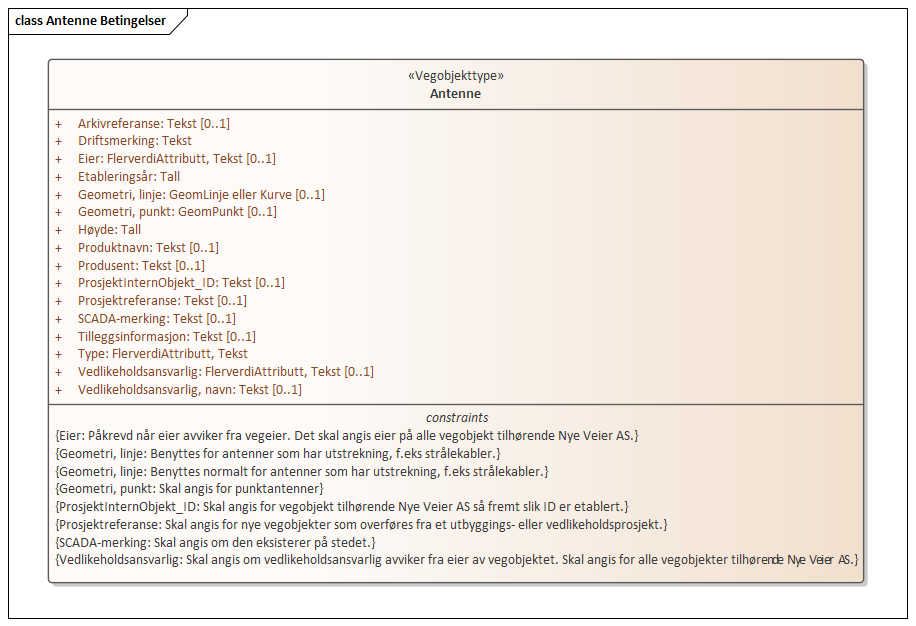 class Antenne Betingelser
«Vegobjekttype»
Antenne
+ Arkivreferanse: Tekst [0..1]
+ Driftsmerking: Tekst
+ Eier: FlerverdiAttributt, Tekst [0..1]
+ Etableringsår: Tall
+ Geometri, linje: GeomLinje eller Kurve [0..1]
+ Geometri, punkt: GeomPunkt [0..1]
+ Høyde: Tall
+ Produktnavn: Tekst [0..1]
+ Produsent: Tekst [0..1]
+ ProsjektInternObjekt_ID: Tekst [0..1]
+ Prosjektreferanse: Tekst [0..1]
+ SCADA-merking: Tekst [0..1]
+ Tilleggsinformasjon: Tekst [0..1]
+ Type: FlerverdiAttributt, Tekst
+ Vedlikeholdsansvarlig: FlerverdiAttributt, Tekst [0..1]
+ Vedlikeholdsansvarlig, navn: Tekst [0..1]
constraints
{Eier: Påkrevd når eier avviker fra vegeier. Det skal angis eier på alle vegobjekt tilhørende Nye Veier AS.}
{Geometri, linje: Benyttes for antenner som har utstrekning, f.eks strålekabler.}
{Geometri, linje: Benyttes normalt for antenner som har utstrekning, f.eks strålekabler.}
{Geometri, punkt: Skal angis for punktantenner}
{ProsjektInternObjekt_ID: Skal angis for vegobjekt tilhørende Nye Veier AS så fremt slik ID er etablert.}
{Prosjektreferanse: Skal angis for nye vegobjekter som overføres fra et utbyggings- eller vedlikeholdsprosjekt.}
{SCADA-merking: Skal angis om den eksisterer på stedet.}
{Vedlikeholdsansvarlig: Skal angis om vedlikeholdsansvarlig avviker fra eier av vegobjektet. Skal angis for alle vegobjekter tilhørende Nye Veier AS.}